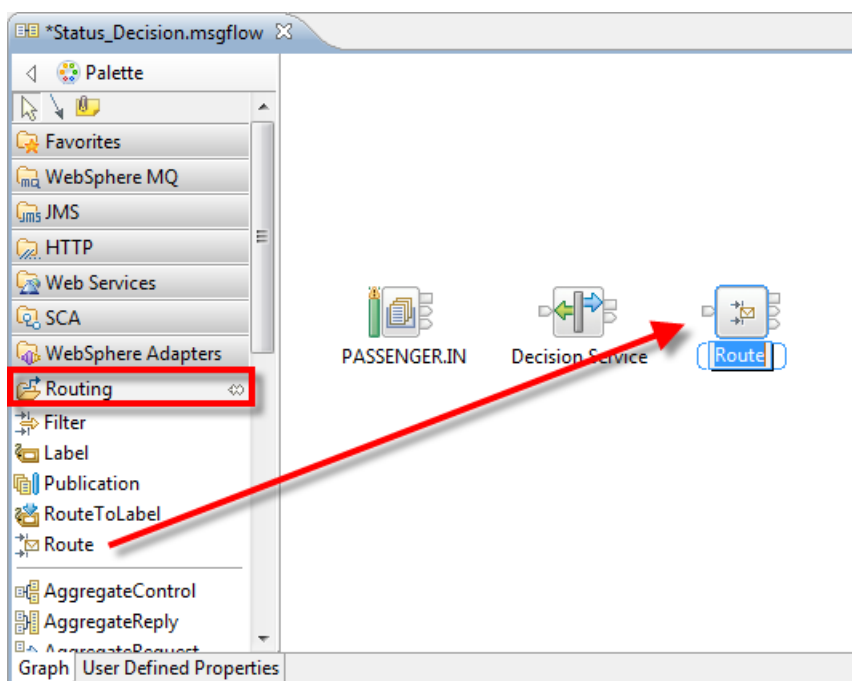 *Status_Decision.msgflow
Palette
Favorites
WebSphere MQ
JMS
HTTP
Web Services
SCA
WebSphere Adapters
Routing
Filter
Label
Publication
RouteToLabel
Route
AggregateControl
AggregateReply
AggregateRequest
PASSENGER.IN
Decision Service
Route
Graph
User Defined Properties